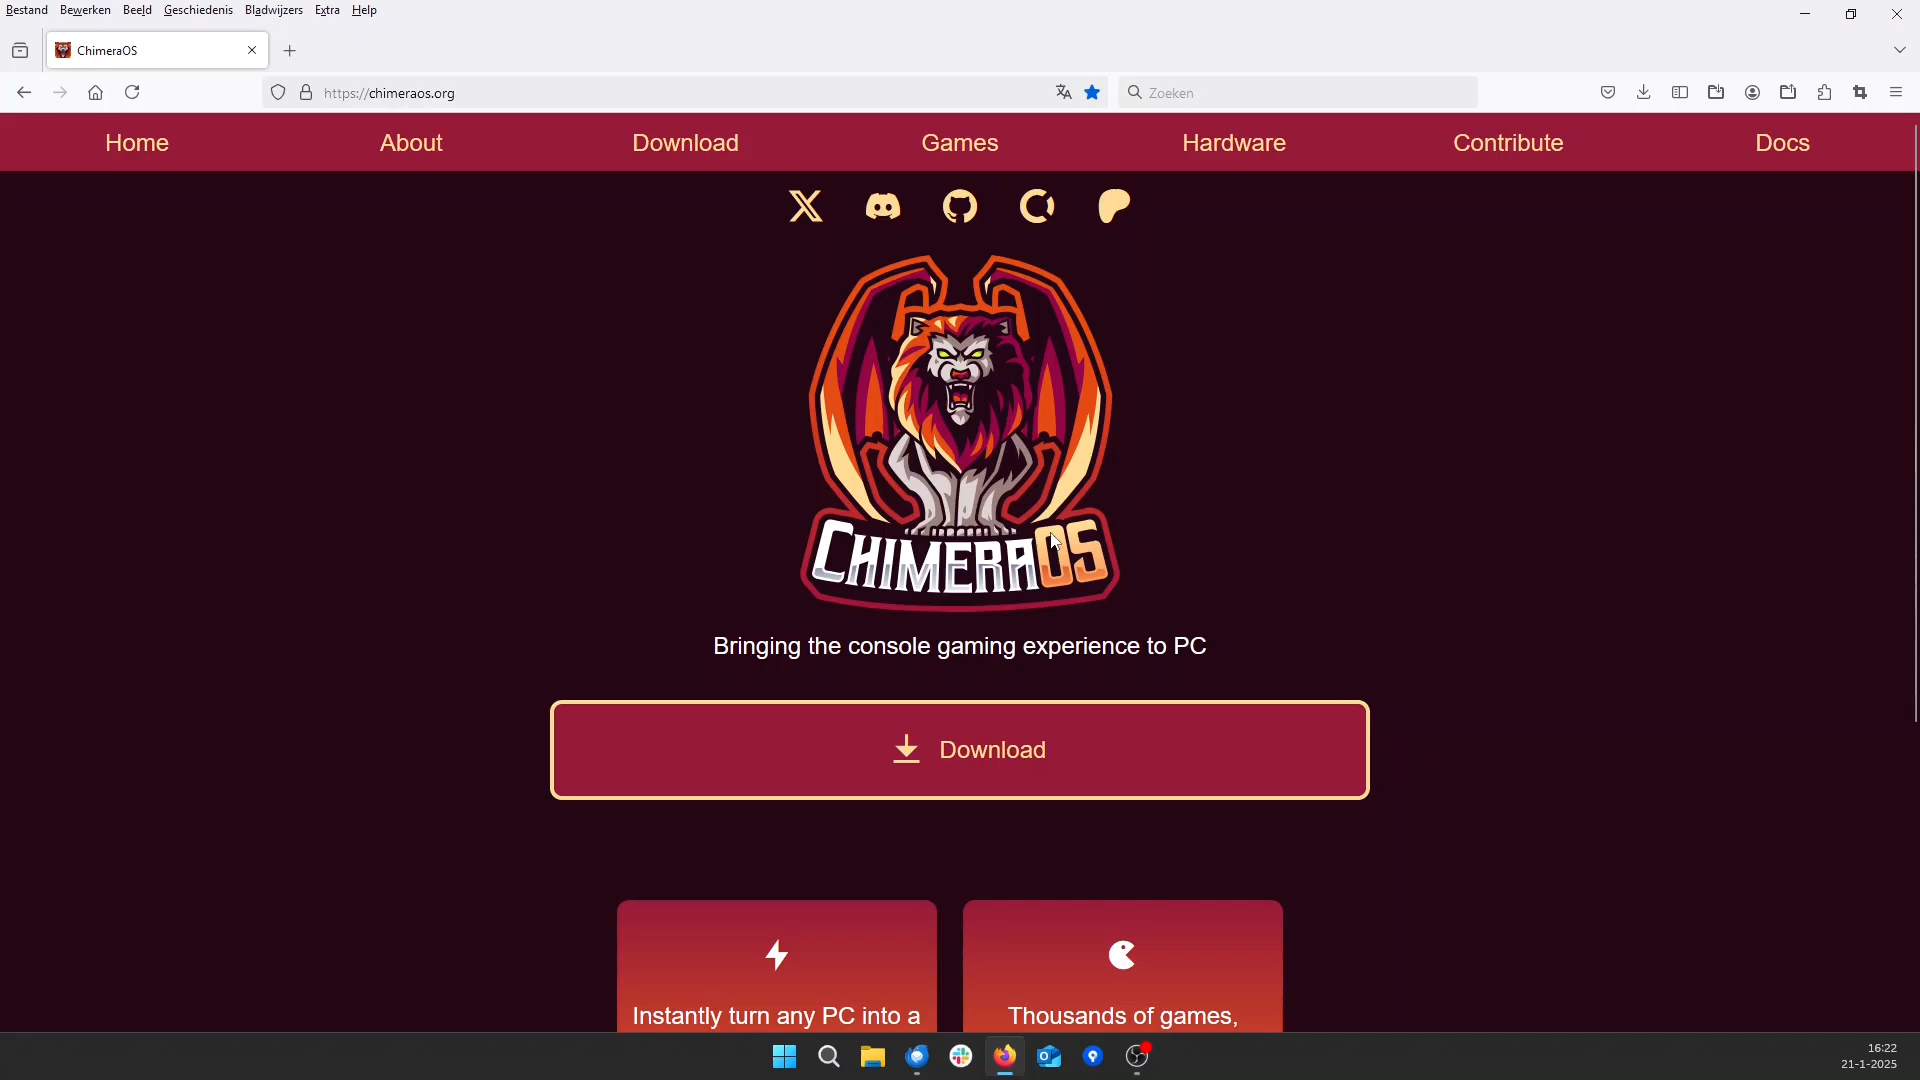 Bestand Bewerken Beeld Geschiedenis Bladwijzers Extra Help
ChimeraOS
https://chimeraos.org
Zoeken
Home About Download Games Hardware Contribute Docs
CHIMERAOS
Bringing the console gaming experience to PC
Download
Instantly turn any PC into a
Thousands of games,
16:22
21-1-2025